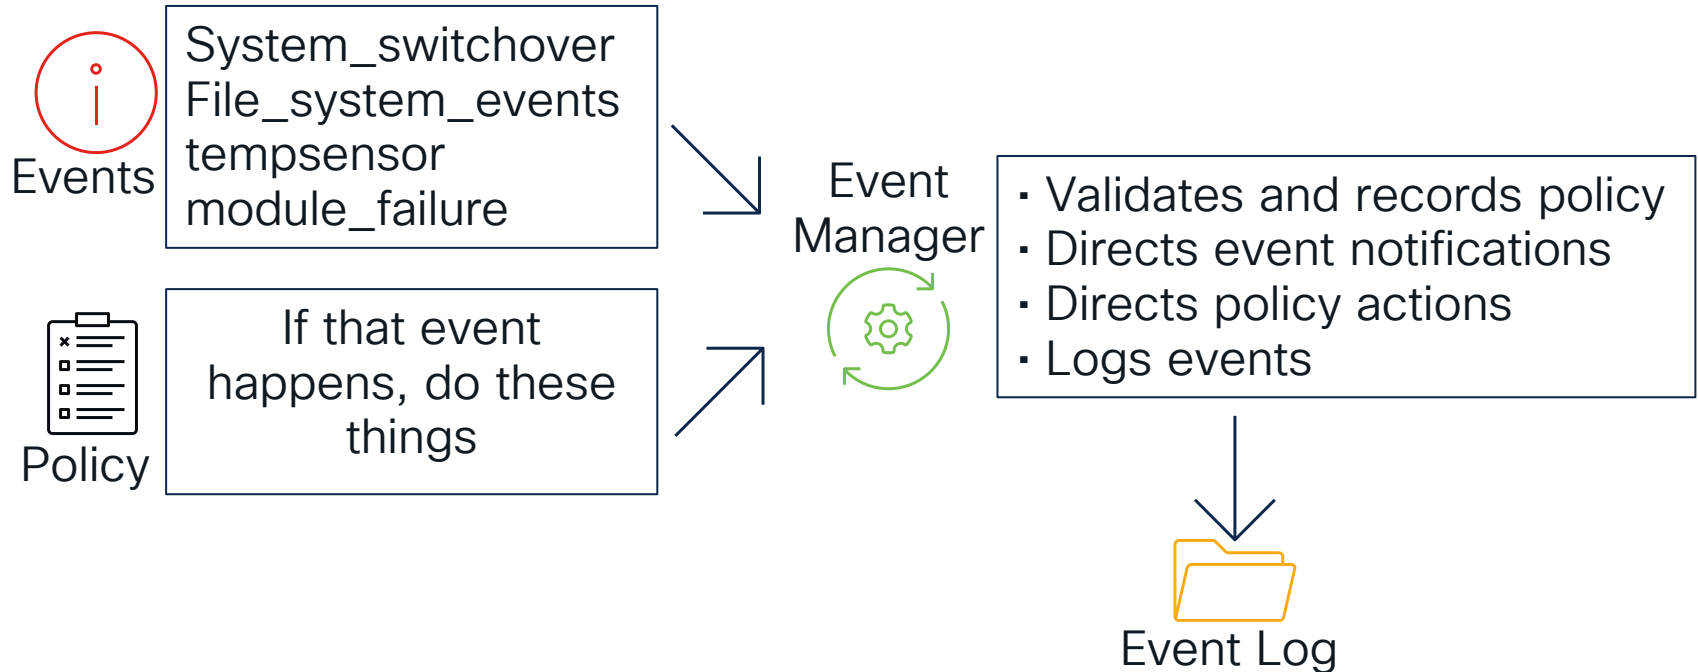 System_switchover
File_system_events
tempsensor
module_failure
Events
If that event
happens, do these
things
Policy
Event
Manager
▪ Validates and records policy
▪ Directs event notifications
▪ Directs policy actions
▪ Logs events
Event Log